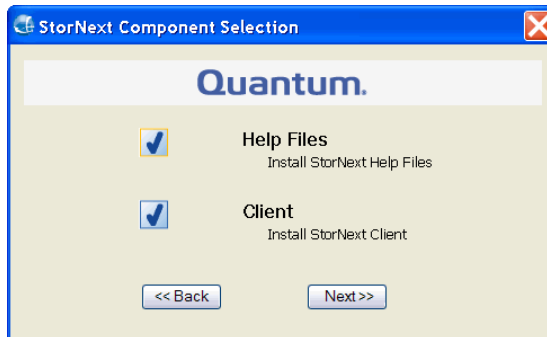 StorNext Component Selection
Quantum.
Help Files
Install StorNext Help Files
Client
Install StorNext Client
<< Back
Next >>